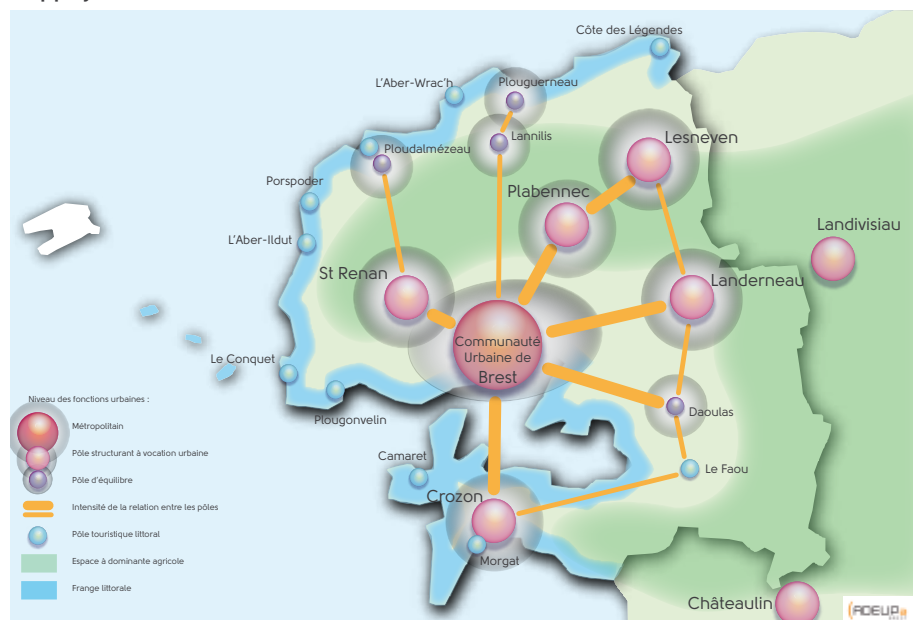 Côte des Légendes
L'Aber-Wrac'h
Plouguerneau
Lannilis
Lesneven
Ploudalmézeau
Plabennec
Porspoder
Landivisiau
L'Aber-Ildut
St Renan
Landerneau
Communauté
Urbaine de
Brest
Le Conquet
Plougonvelin
Daoulas
Camaret
Le Faou
Crozon
Morgat
Châteaulin
Niveau des fonctions urbaines :
Métropolitain
Pôle structurant à vocation urbaine
Pôle d'équilibre
Intensité de la relation entre les pôles
Pôle touristique littoral
Espace à dominante agricole
Frange littorale
ADEUPa
BREST